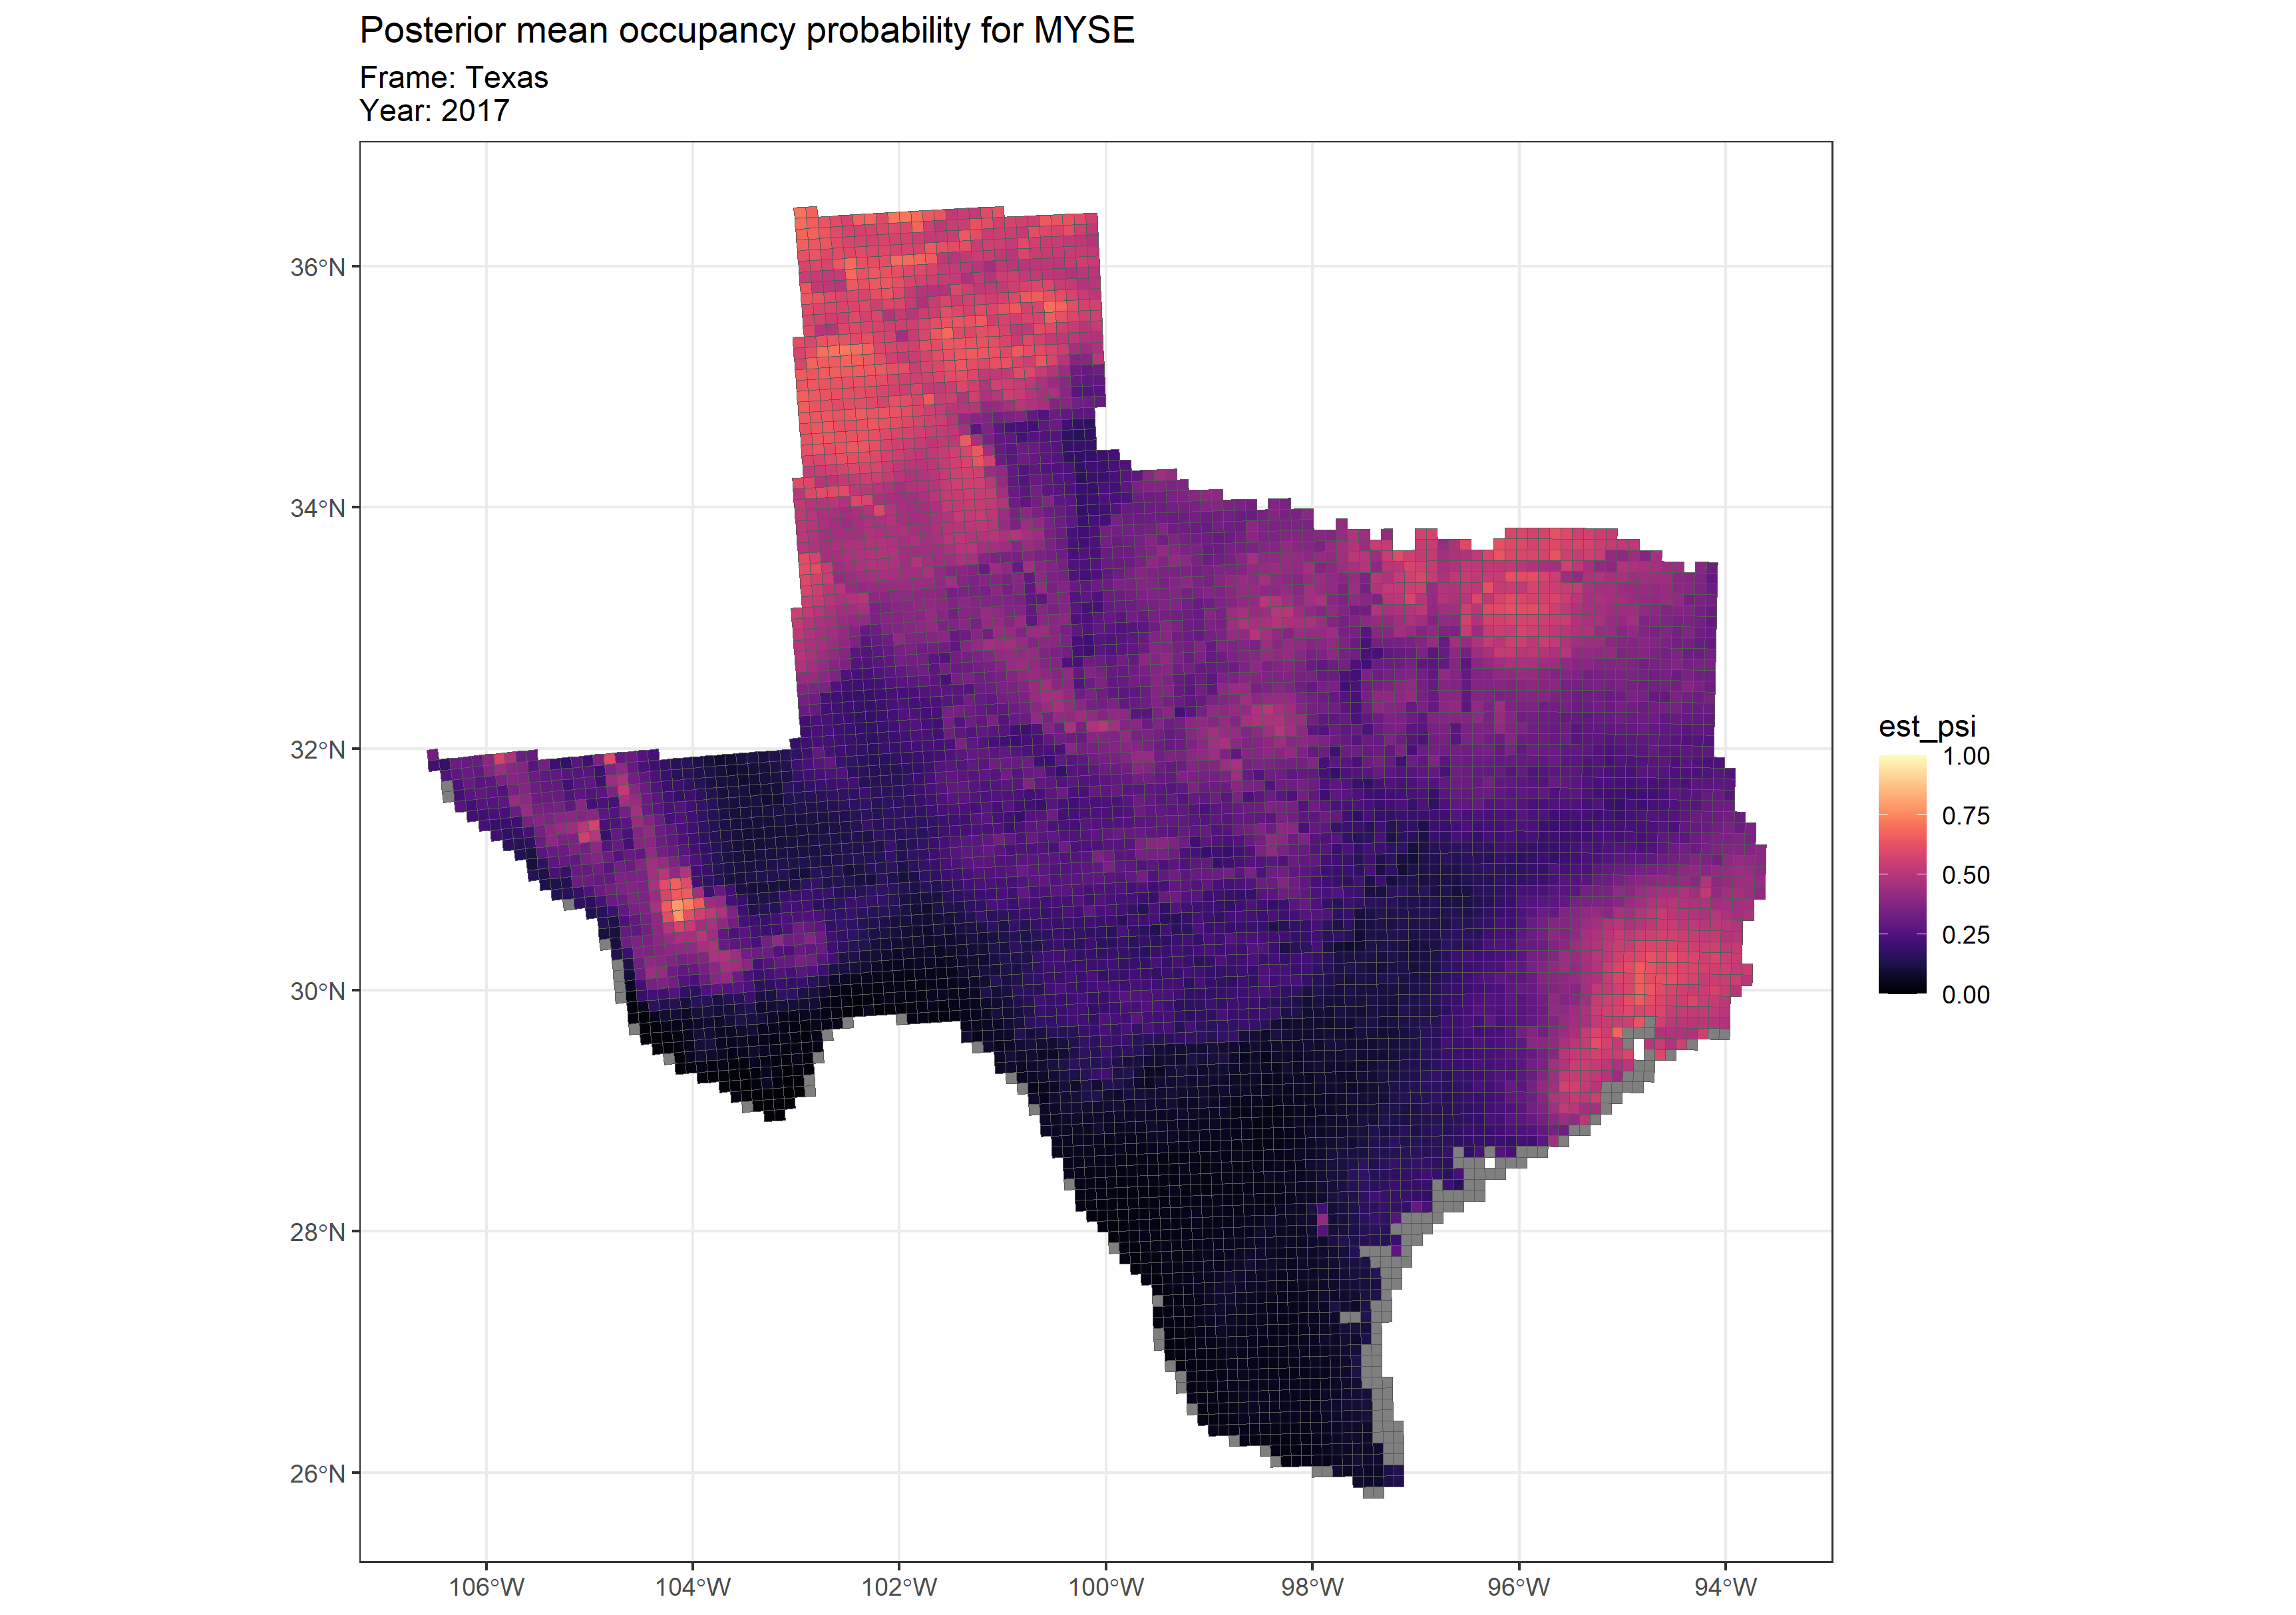 Posterior mean occupancy probability for MYSE
Frame: Texas
Year: 2017
36°N
34°N
32°N
30°N
28°N
26°N
106°W
104°W
102°W
100°W
98°W
96°W
94°W
est_psi
1.00
0.75
0.50
0.25
0.00